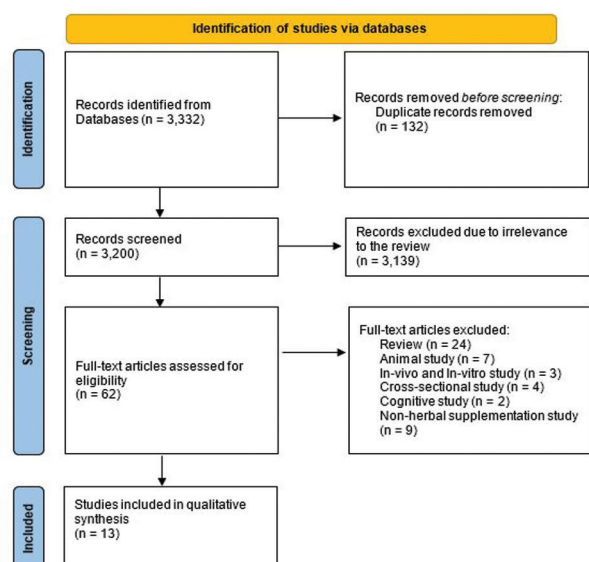 Identification of studies via databases
Identification
Records identified from
Databases (n = 3,332)
Records removed before screening:
Duplicate records removed
(n = 132)
Screening
Records screened
(n = 3,200)
Records excluded due to irrelevance
to the review
(n = 3,139)
Full-text articles assessed for
eligibility
(n = 62)
Full-text articles excluded:
Review (n = 24)
Animal study (n = 7)
In-vivo and In-vitro study (n = 3)
Cross-sectional study (n = 4)
Cognitive study (n = 2)
Non-herbal supplementation study
(n = 9)
Included
Studies included in qualitative
synthesis
(n = 13)